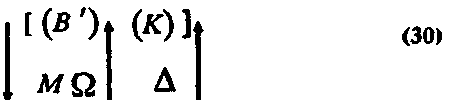 ↓ [ (B ') ↑ (K) ] ↑ (30)
M Ω Δ